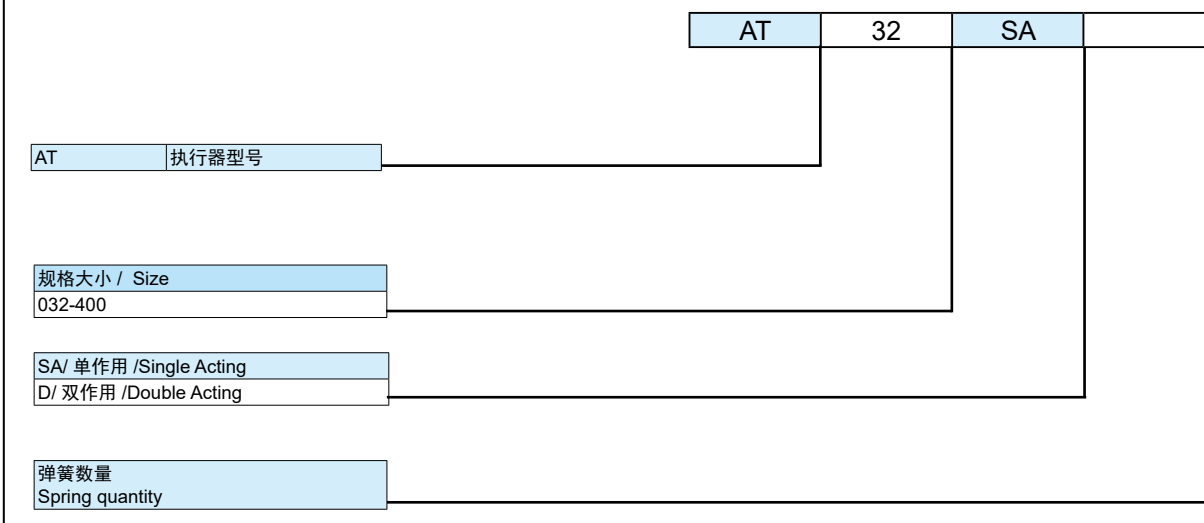 AT 32 SA
AT 执行器型号
规格大小 / Size
032-400
SA/ 单作用 /Single Acting
D/ 双作用 /Double Acting
弹簧数量
Spring quantity